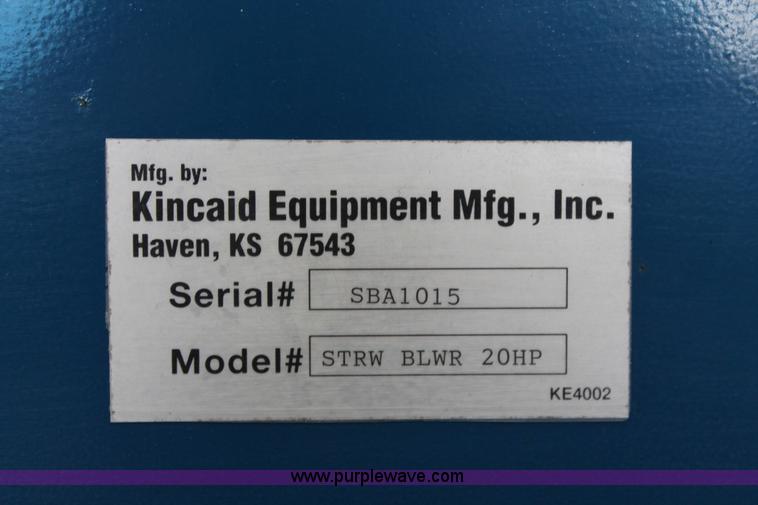 Mfg. by:
Kincaid Equipment Mfg., Inc.
Haven, KS 67543
Serial# SBA1015
Model# STRW BLWR 20HP
KE4002
www.purplewave.com